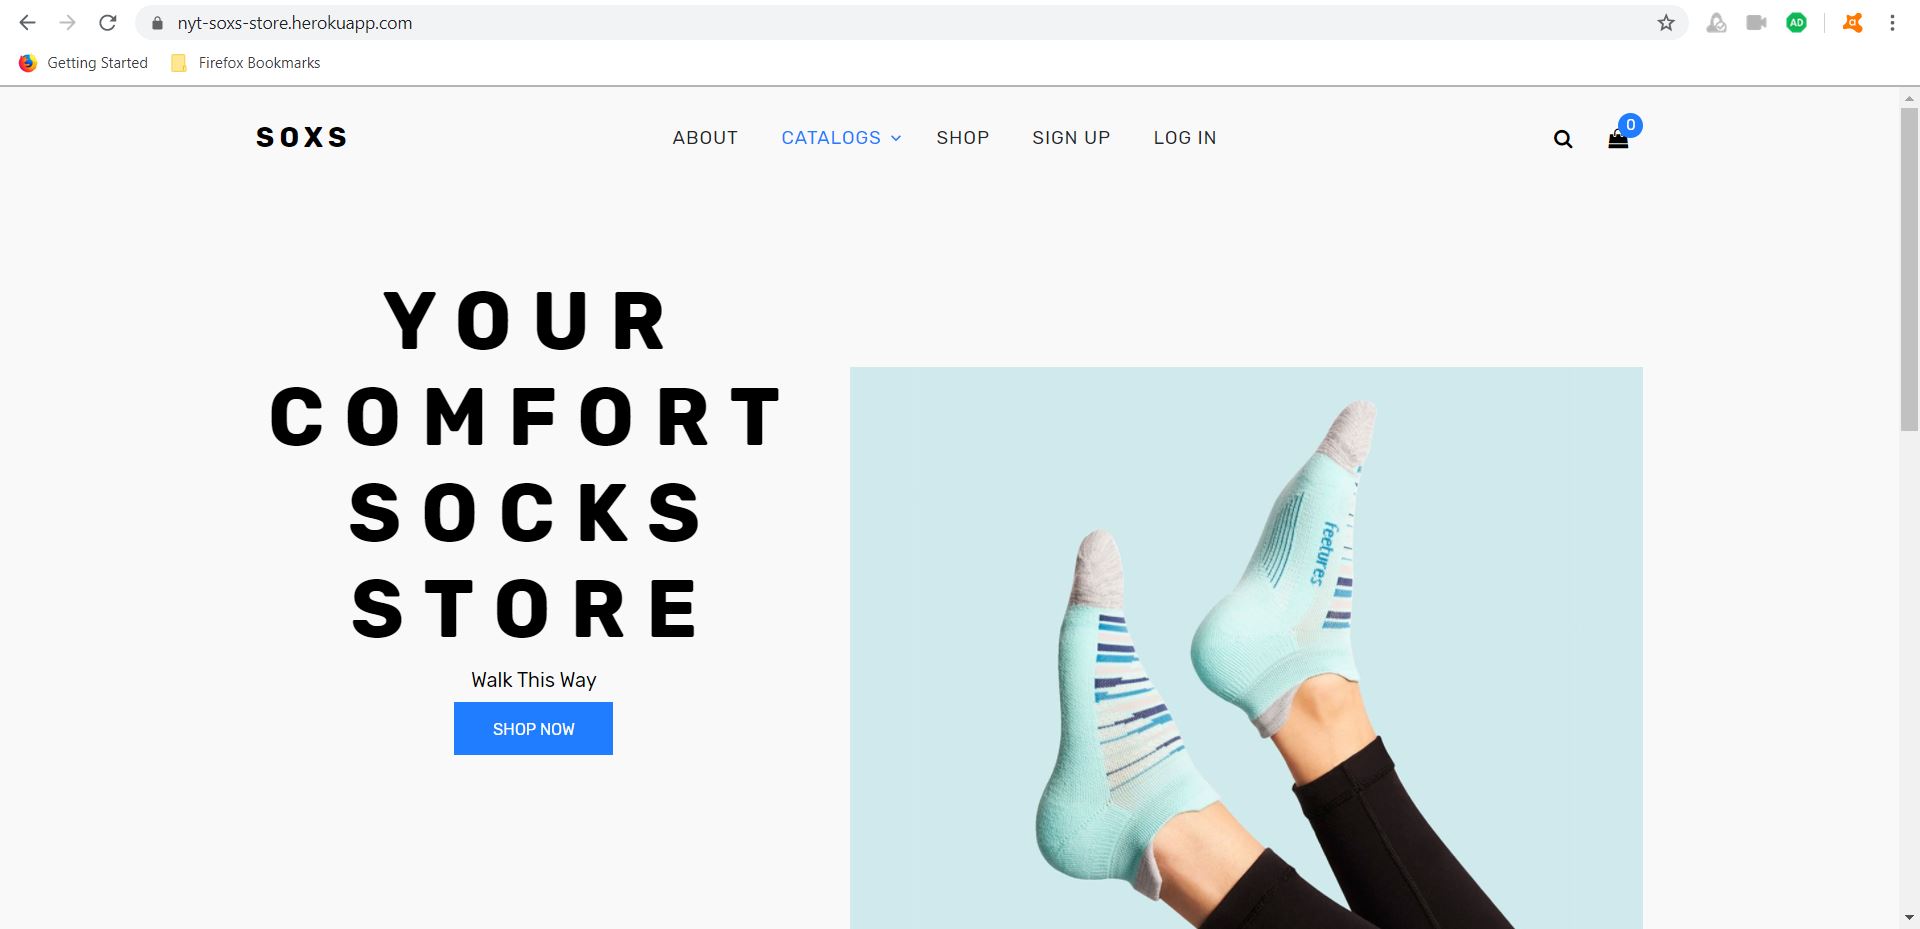 nyt-soxs-store.herokuapp.com
AD
Getting Started
Firefox Bookmarks
SOXS
ABOUT
CATALOGS
SHOP
SIGN UP
LOG IN
0
YOUR
COMFORT
SOCKS
STORE
Walk This Way
SHOP NOW
feetures